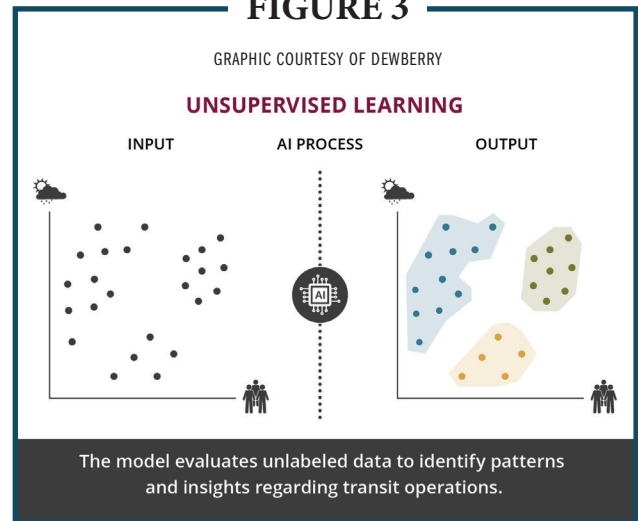 FIGURE 3
GRAPHIC COURTESY OF DEWBERRY
UNSUPERVISED LEARNING
INPUT AI PROCESS OUTPUT
AI
The model evaluates unlabeled data to identify patterns
and insights regarding transit operations.